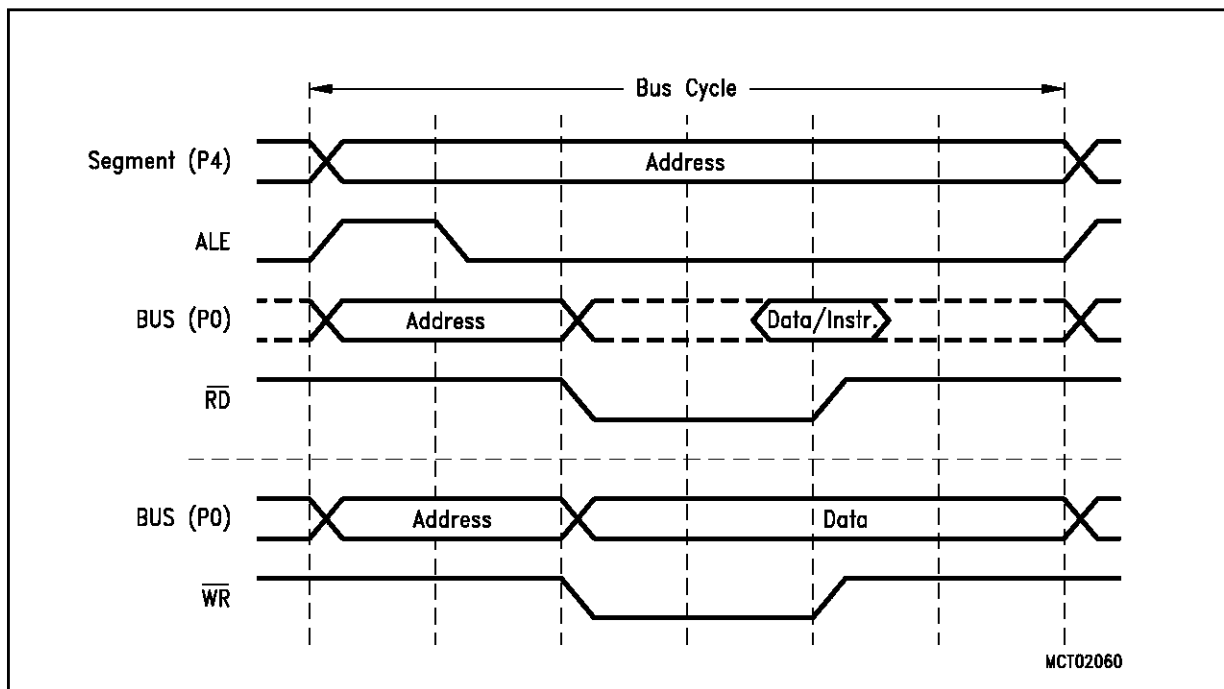 Bus Cycle
Segment (P4)
Address
ALE
BUS (P0)
Address
Data/Instr.
RD
BUS (P0)
Address
Data
WR
MCT02060